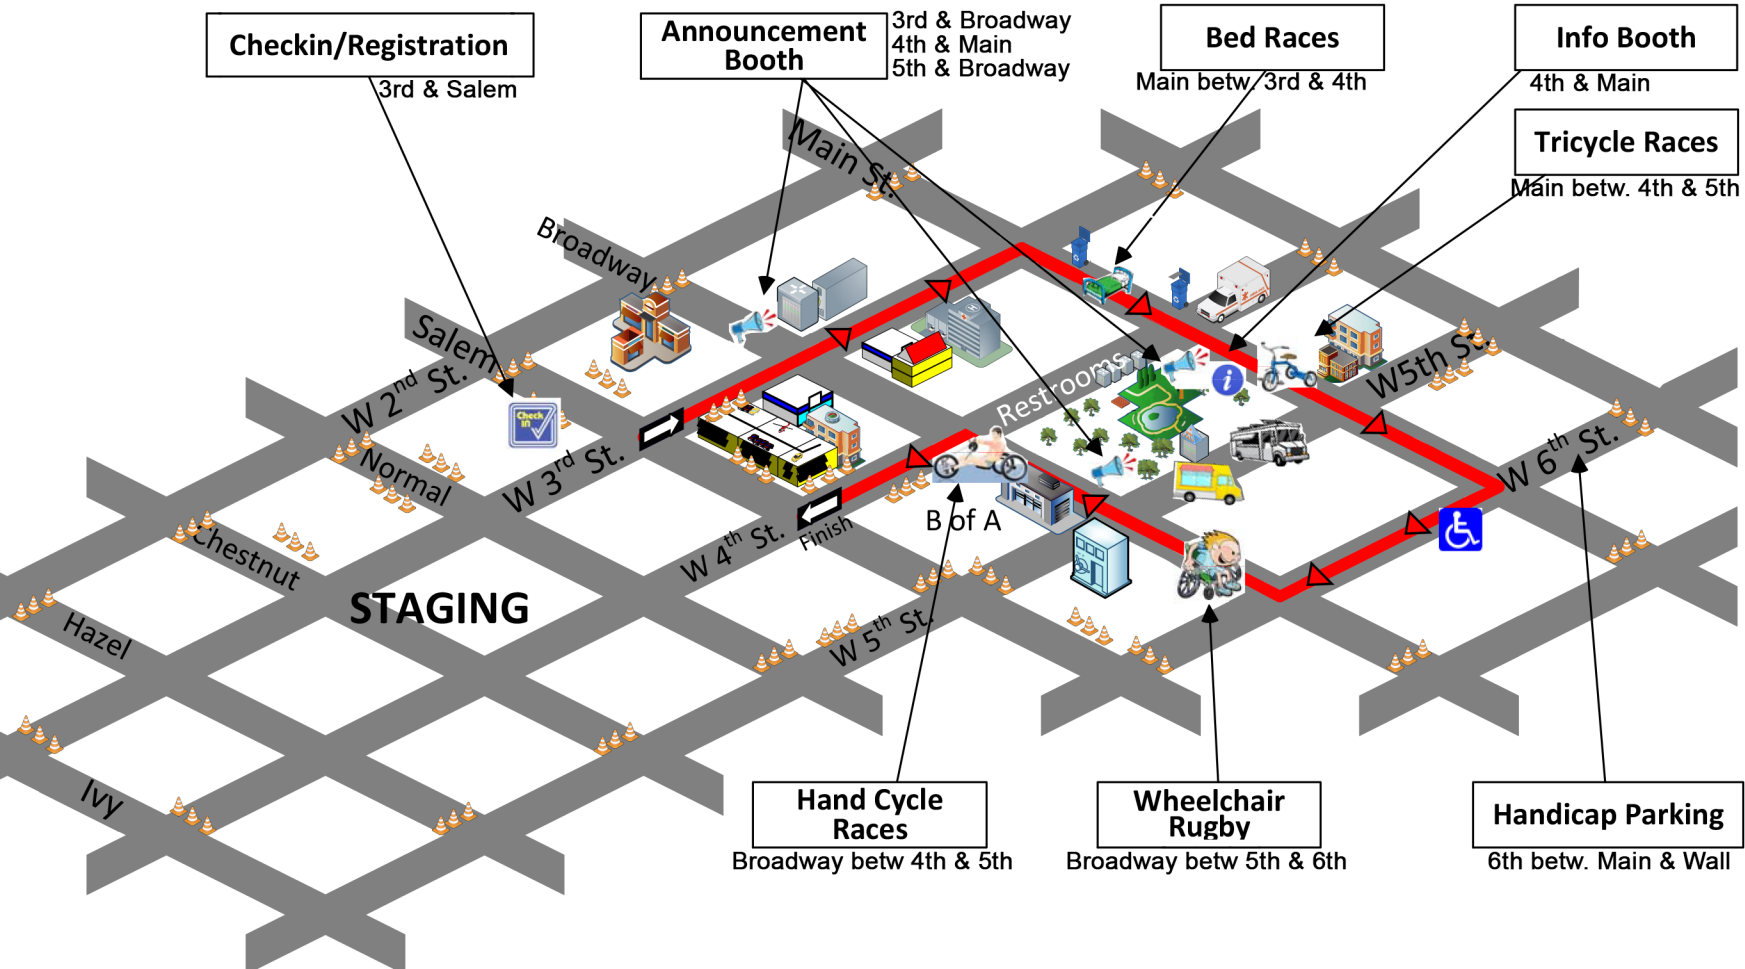 Checkin/Registration
3rd & Salem
Announcement
Booth
3rd & Broadway
4th & Main
5th & Broadway
Bed Races
Main betw. 3rd & 4th
Info Booth
4th & Main
Tricycle Races
Main betw. 4th & 5th
Main St.
Broadway
Salem
W 2nd St.
Check
in
Normal
W 3rd St.
Restrooms
i
W5th St.
W 6th St.
Chestnut
W 4th St.
Finish
B of A
STAGING
Hazel
W 5th St.
Ivy
Hand Cycle
Races
Broadway betw 4th & 5th
Wheelchair
Rugby
Broadway betw 5th & 6th
Handicap Parking
6th betw. Main & Wall